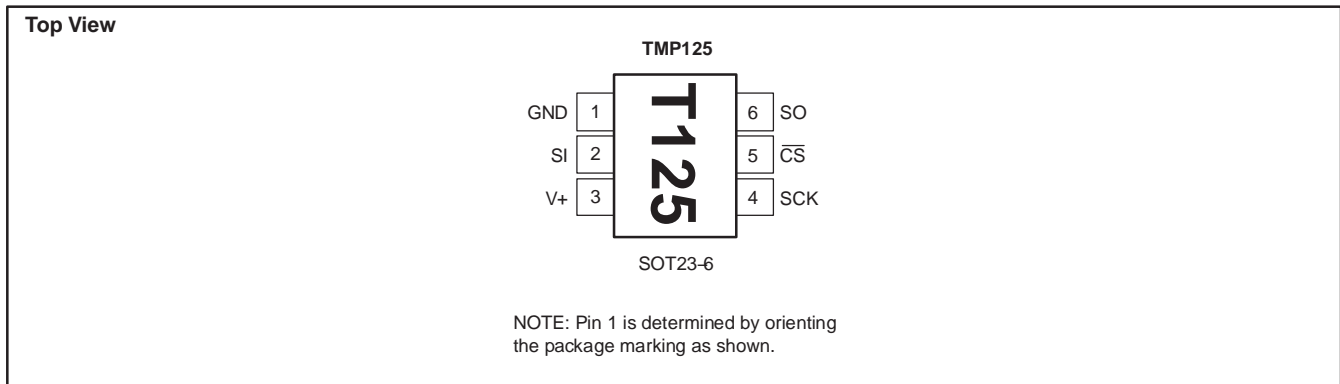 Top View
TMP125
GND 1
SI 2
V+ 3
T125
6 SO
5 C̅S̅
4 SCK
SOT23-6
NOTE: Pin 1 is determined by orienting
the package marking as shown.